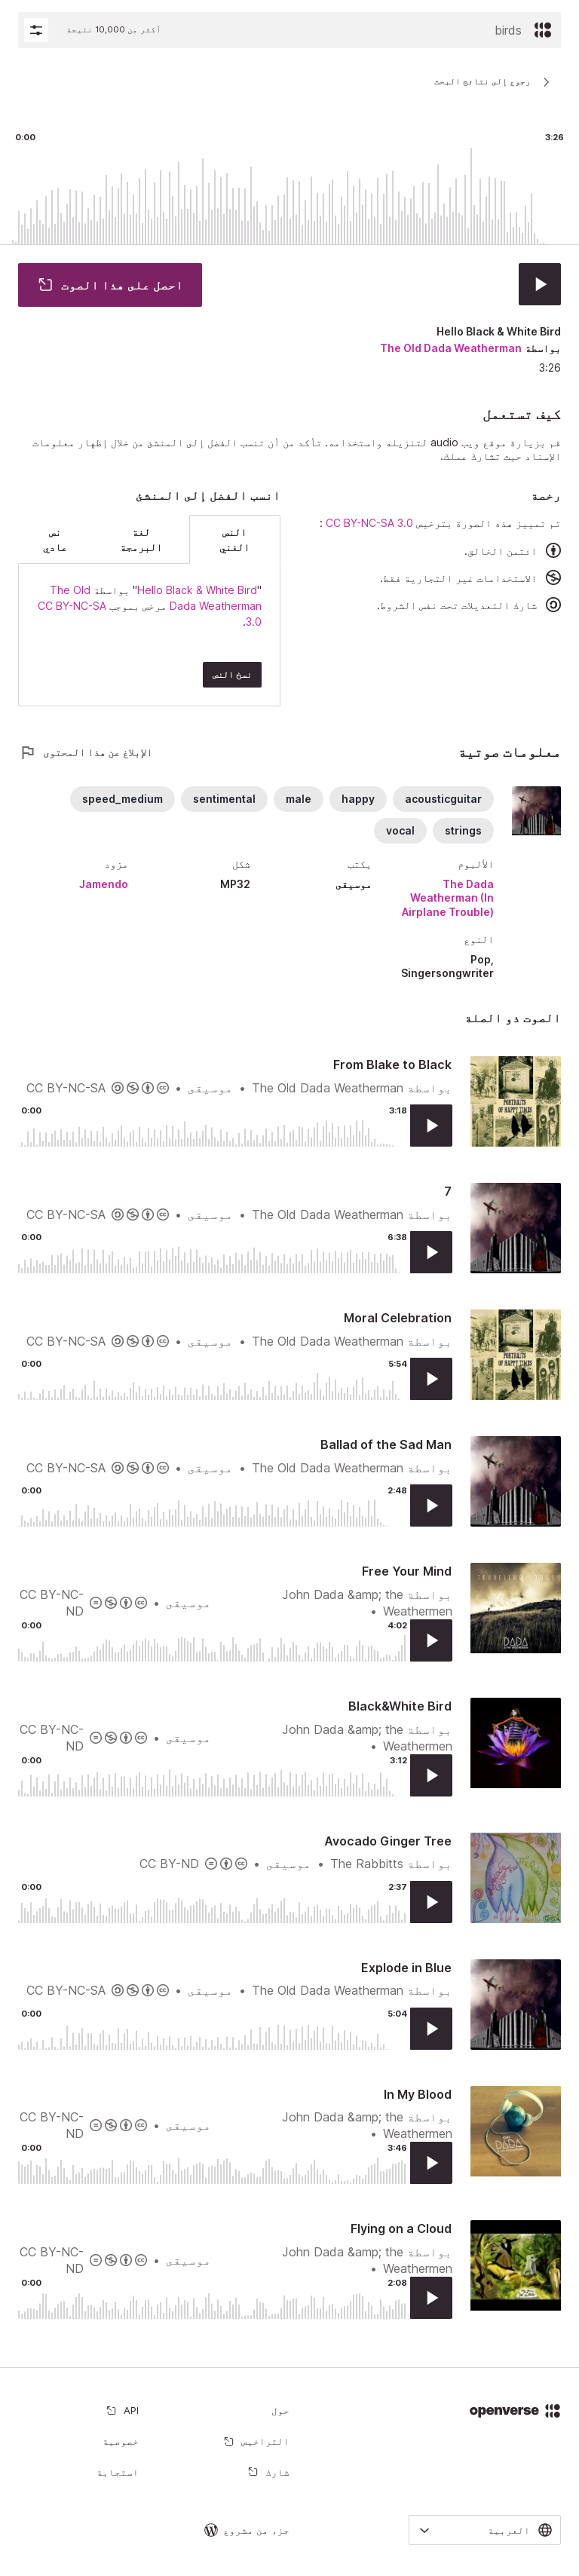 birds
أكثر من 10,000 نتيجة
رجوع إلى نتائج البحث
0:00
3:26
احصل على هذا الصوت
Hello Black & White Bird
بواسطة The Old Dada Weatherman
3:26
كيف تستعمل
قم بزيارة موقع ويب audio لتنزيله واستخدامه. تأكد من أن تنسب الفضل إلى المنشئ من خلال إظهار معلومات
الإسناد حيث تشارك عملك.
رخصة
تم تمييز هذه الصورة بترخيص CC BY-NC-SA 3.0 :
ائتمن الخالق.
الاستخدامات غير التجارية فقط.
شارك التعديلات تحت نفس الشروط.
انسب الفضل إلى المنشئ
النص الغني
لغة البرمجة
نص عادي
"Hello Black & White Bird" بواسطة The Old
Dada Weatherman مرخص بموجب CC BY-NC-SA
3.0.
نسخ النص
معلومات صوتية
الإبلاغ عن هذا المحتوى
acousticguitar
happy
male
sentimental
speed_medium
strings
vocal
الألبوم
The Dada
Weatherman (In
Airplane Trouble)
يكتب
موسيقى
شكل
MP32
مزود
Jamendo
النوع
Pop,
Singersongwriter
الصوت ذو الصلة
From Blake to Black
بواسطة The Old Dada Weatherman • موسيقى • CC BY-NC-SA
0:00
3:18
7
بواسطة The Old Dada Weatherman • موسيقى • CC BY-NC-SA
0:00
6:38
Moral Celebration
بواسطة The Old Dada Weatherman • موسيقى • CC BY-NC-SA
0:00
5:54
Ballad of the Sad Man
بواسطة The Old Dada Weatherman • موسيقى • CC BY-NC-SA
0:00
2:48
Free Your Mind
بواسطة John Dada &amp; the
Weathermen •
موسيقى •
CC BY-NC-
ND
0:00
4:02
Black&White Bird
بواسطة John Dada &amp; the
Weathermen •
موسيقى •
CC BY-NC-
ND
0:00
3:12
Avocado Ginger Tree
بواسطة The Rabbitts • موسيقى • CC BY-ND
0:00
2:37
Explode in Blue
بواسطة The Old Dada Weatherman • موسيقى • CC BY-NC-SA
0:00
5:04
In My Blood
بواسطة John Dada &amp; the
Weathermen •
موسيقى •
CC BY-NC-
ND
0:00
3:46
Flying on a Cloud
بواسطة John Dada &amp; the
Weathermen •
موسيقى •
CC BY-NC-
ND
0:00
2:08
openverse
حول
API
التراخيص
خصوصية
شارك
استجابة
العربية
جزء من مشروع